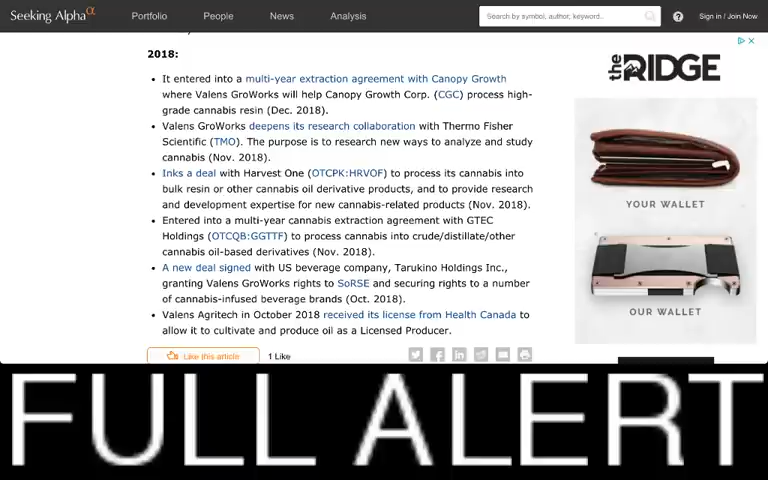 Seeking Alpha α Portfolio People News Analysis Search by symbol, author, keyword.. Sign in / Join Now
2018:
• It entered into a multi-year extraction agreement with Canopy Growth
where Valens GroWorks will help Canopy Growth Corp. (CGC) process high-
grade cannabis resin (Dec. 2018).
• Valens GroWorks deepens its research collaboration with Thermo Fisher
Scientific (TMO). The purpose is to research new ways to analyze and study
cannabis (Nov. 2018).
• Inks a deal with Harvest One (OTCPK:HRVOF) to process its cannabis into
bulk resin or other cannabis oil derivative products, and to provide research
and development expertise for new cannabis-related products (Nov. 2018).
• Entered into a multi-year cannabis extraction agreement with GTEC
Holdings (OTCQB:GGTTF) to process cannabis into crude/distillate/other
cannabis oil-based derivatives (Nov. 2018).
• A new deal signed with US beverage company, Tarukino Holdings Inc.,
granting Valens GroWorks rights to SoRSE and securing rights to a number
of cannabis-infused beverage brands (Oct. 2018).
• Valens Agritech in October 2018 received its license from Health Canada to
allow it to cultivate and produce oil as a Licensed Producer.
Like this article 1 Like
the RIDGE
YOUR WALLET
OUR WALLET
FULL ALERT